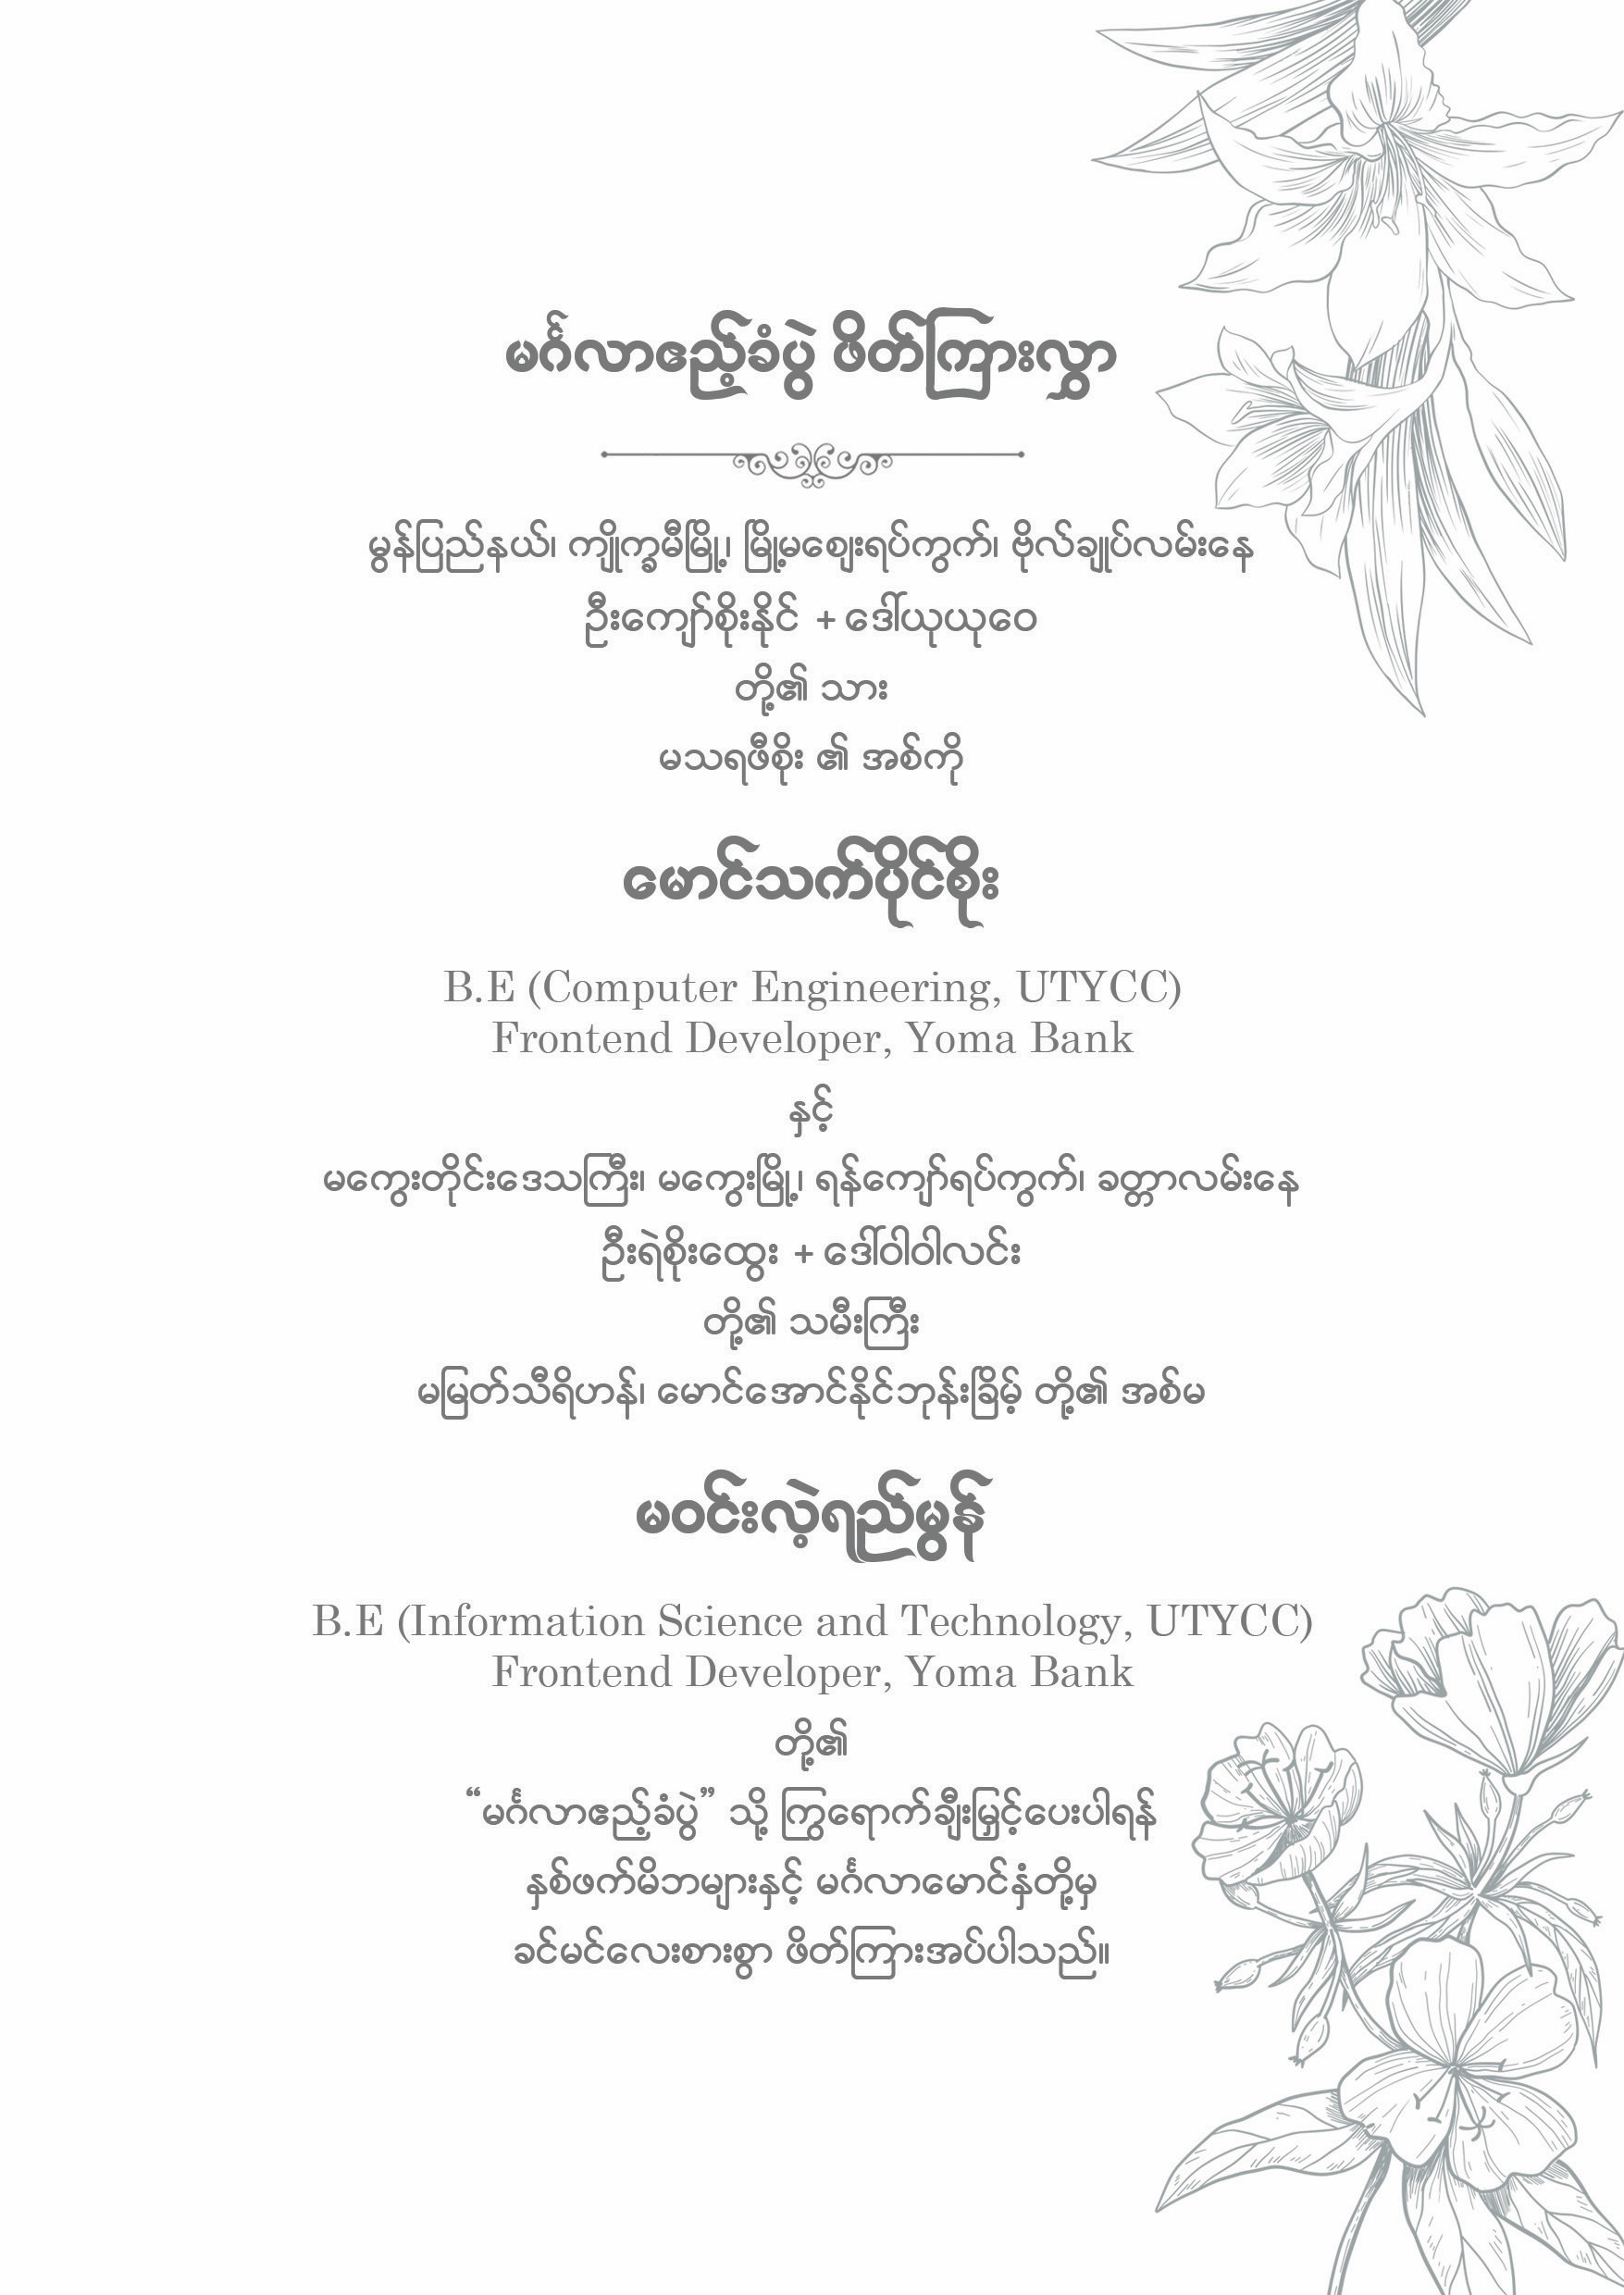 မင်္ဂလာဧည့်ခံပွဲ ဖိတ်ကြားလွှာ
မွန်ပြည်နယ်၊ ကျိုက္ခမီမြို့၊ မြို့မစျေးရပ်ကွက်၊ ဗိုလ်ချုပ်လမ်းနေ
ဦးကျော်စိုးနိုင် + ဒေါ်ယုယုဝေ
တို့၏ သား
မသရဖီစိုး ၏ အစ်ကို
မောင်သက်ပိုင်စိုး
B.E (Computer Engineering, UTYCC)
Frontend Developer, Yoma Bank
နှင့်
မကွေးတိုင်းဒေသကြီး၊ မကွေးမြို့၊ ရန်ကျော်ရပ်ကွက်၊ ခတ္တာလမ်းနေ
ဦးရဲစိုးထွေး + ဒေါ်ဝါဝါလင်း
တို့၏ သမီးကြီး
မမြတ်သီရိဟန်၊ မောင်အောင်နိုင်ဘုန်းခြိမ့် တို့၏ အစ်မ
မဝင်းလဲ့ရည်မွန်
B.E (Information Science and Technology, UTYCC)
Frontend Developer, Yoma Bank
တို့၏
“မင်္ဂလာဧည့်ခံပွဲ” သို့ ကြွရောက်ချီးမြှင့်ပေးပါရန်
နှစ်ဖက်မိဘများနှင့် မင်္ဂလာမောင်နှံတို့မှ
ခင်မင်လေးစားစွာ ဖိတ်ကြားအပ်ပါသည်။